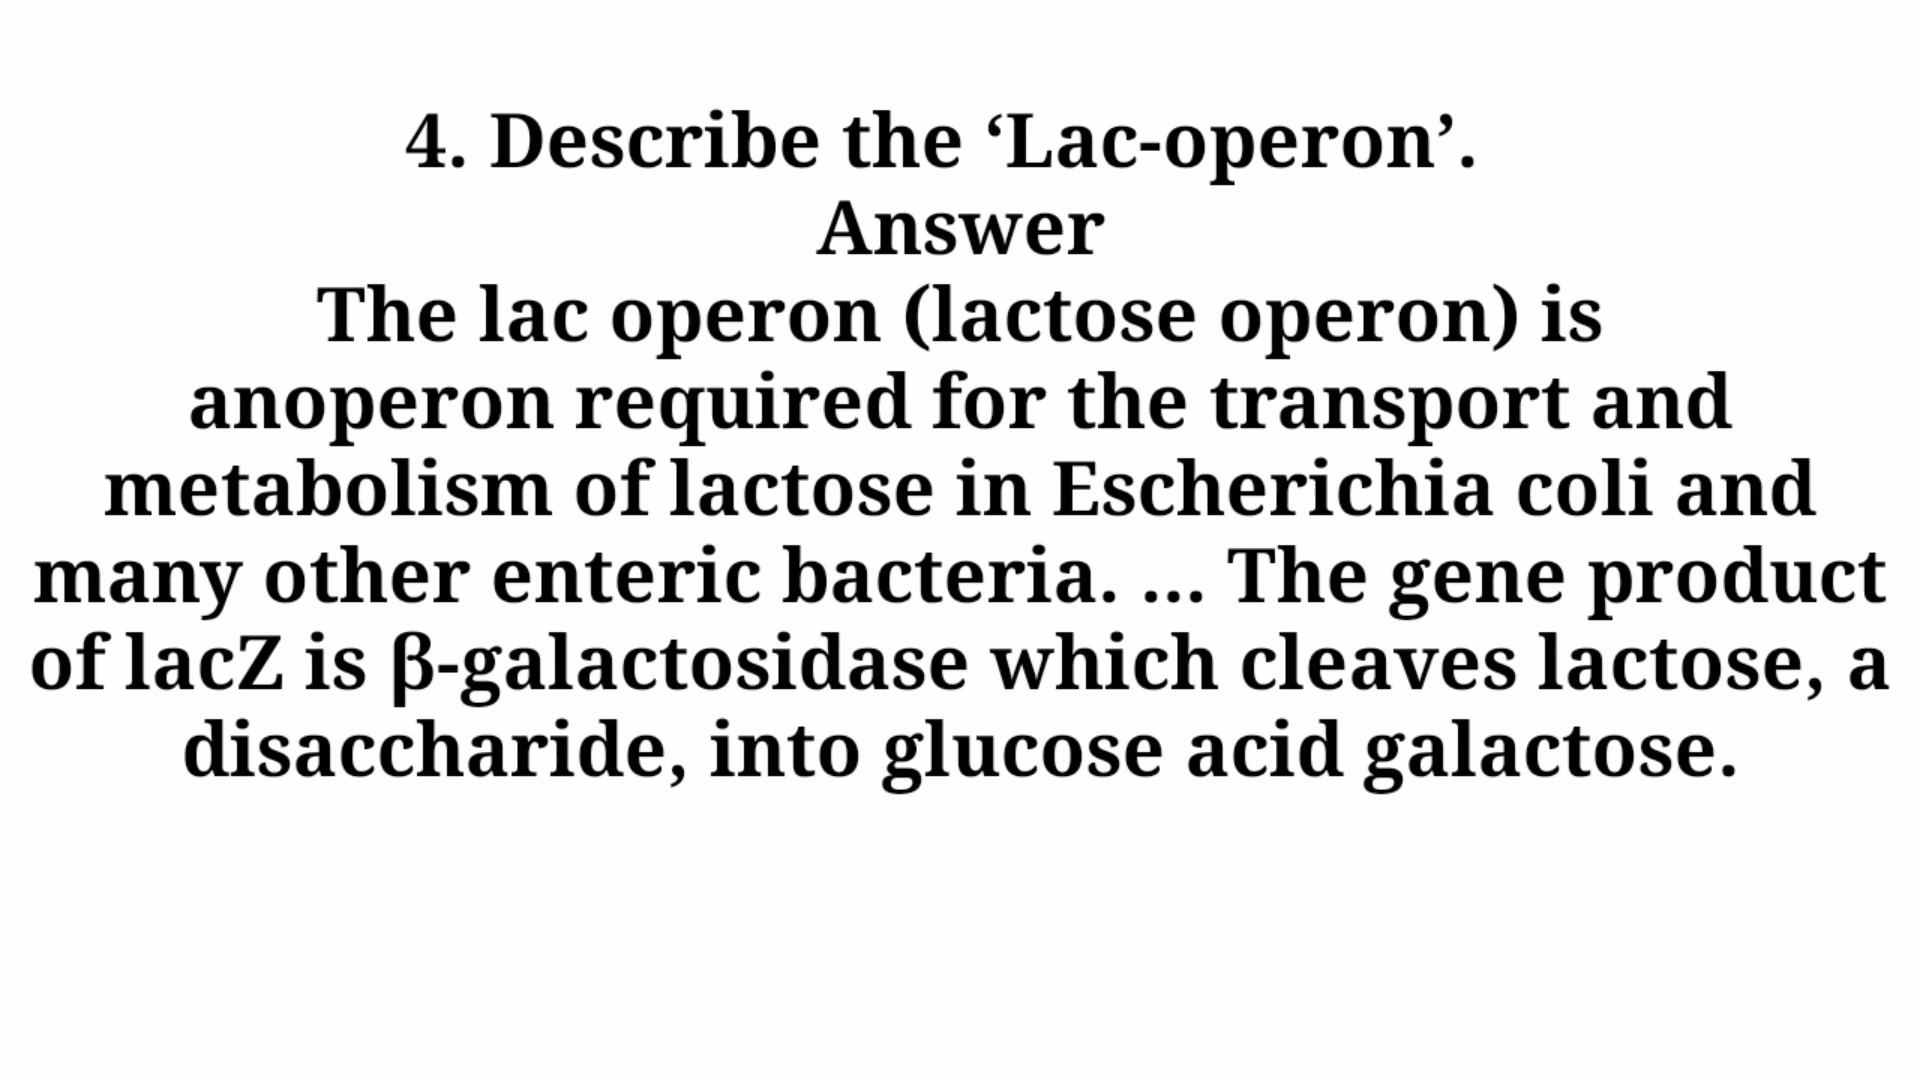 4. Describe the ‘Lac-operon’.
Answer
The lac operon (lactose operon) is
anoperon required for the transport and
metabolism of lactose in Escherichia coli and
many other enteric bacteria. ... The gene product
of lacZ is β-galactosidase which cleaves lactose, a
disaccharide, into glucose acid galactose.